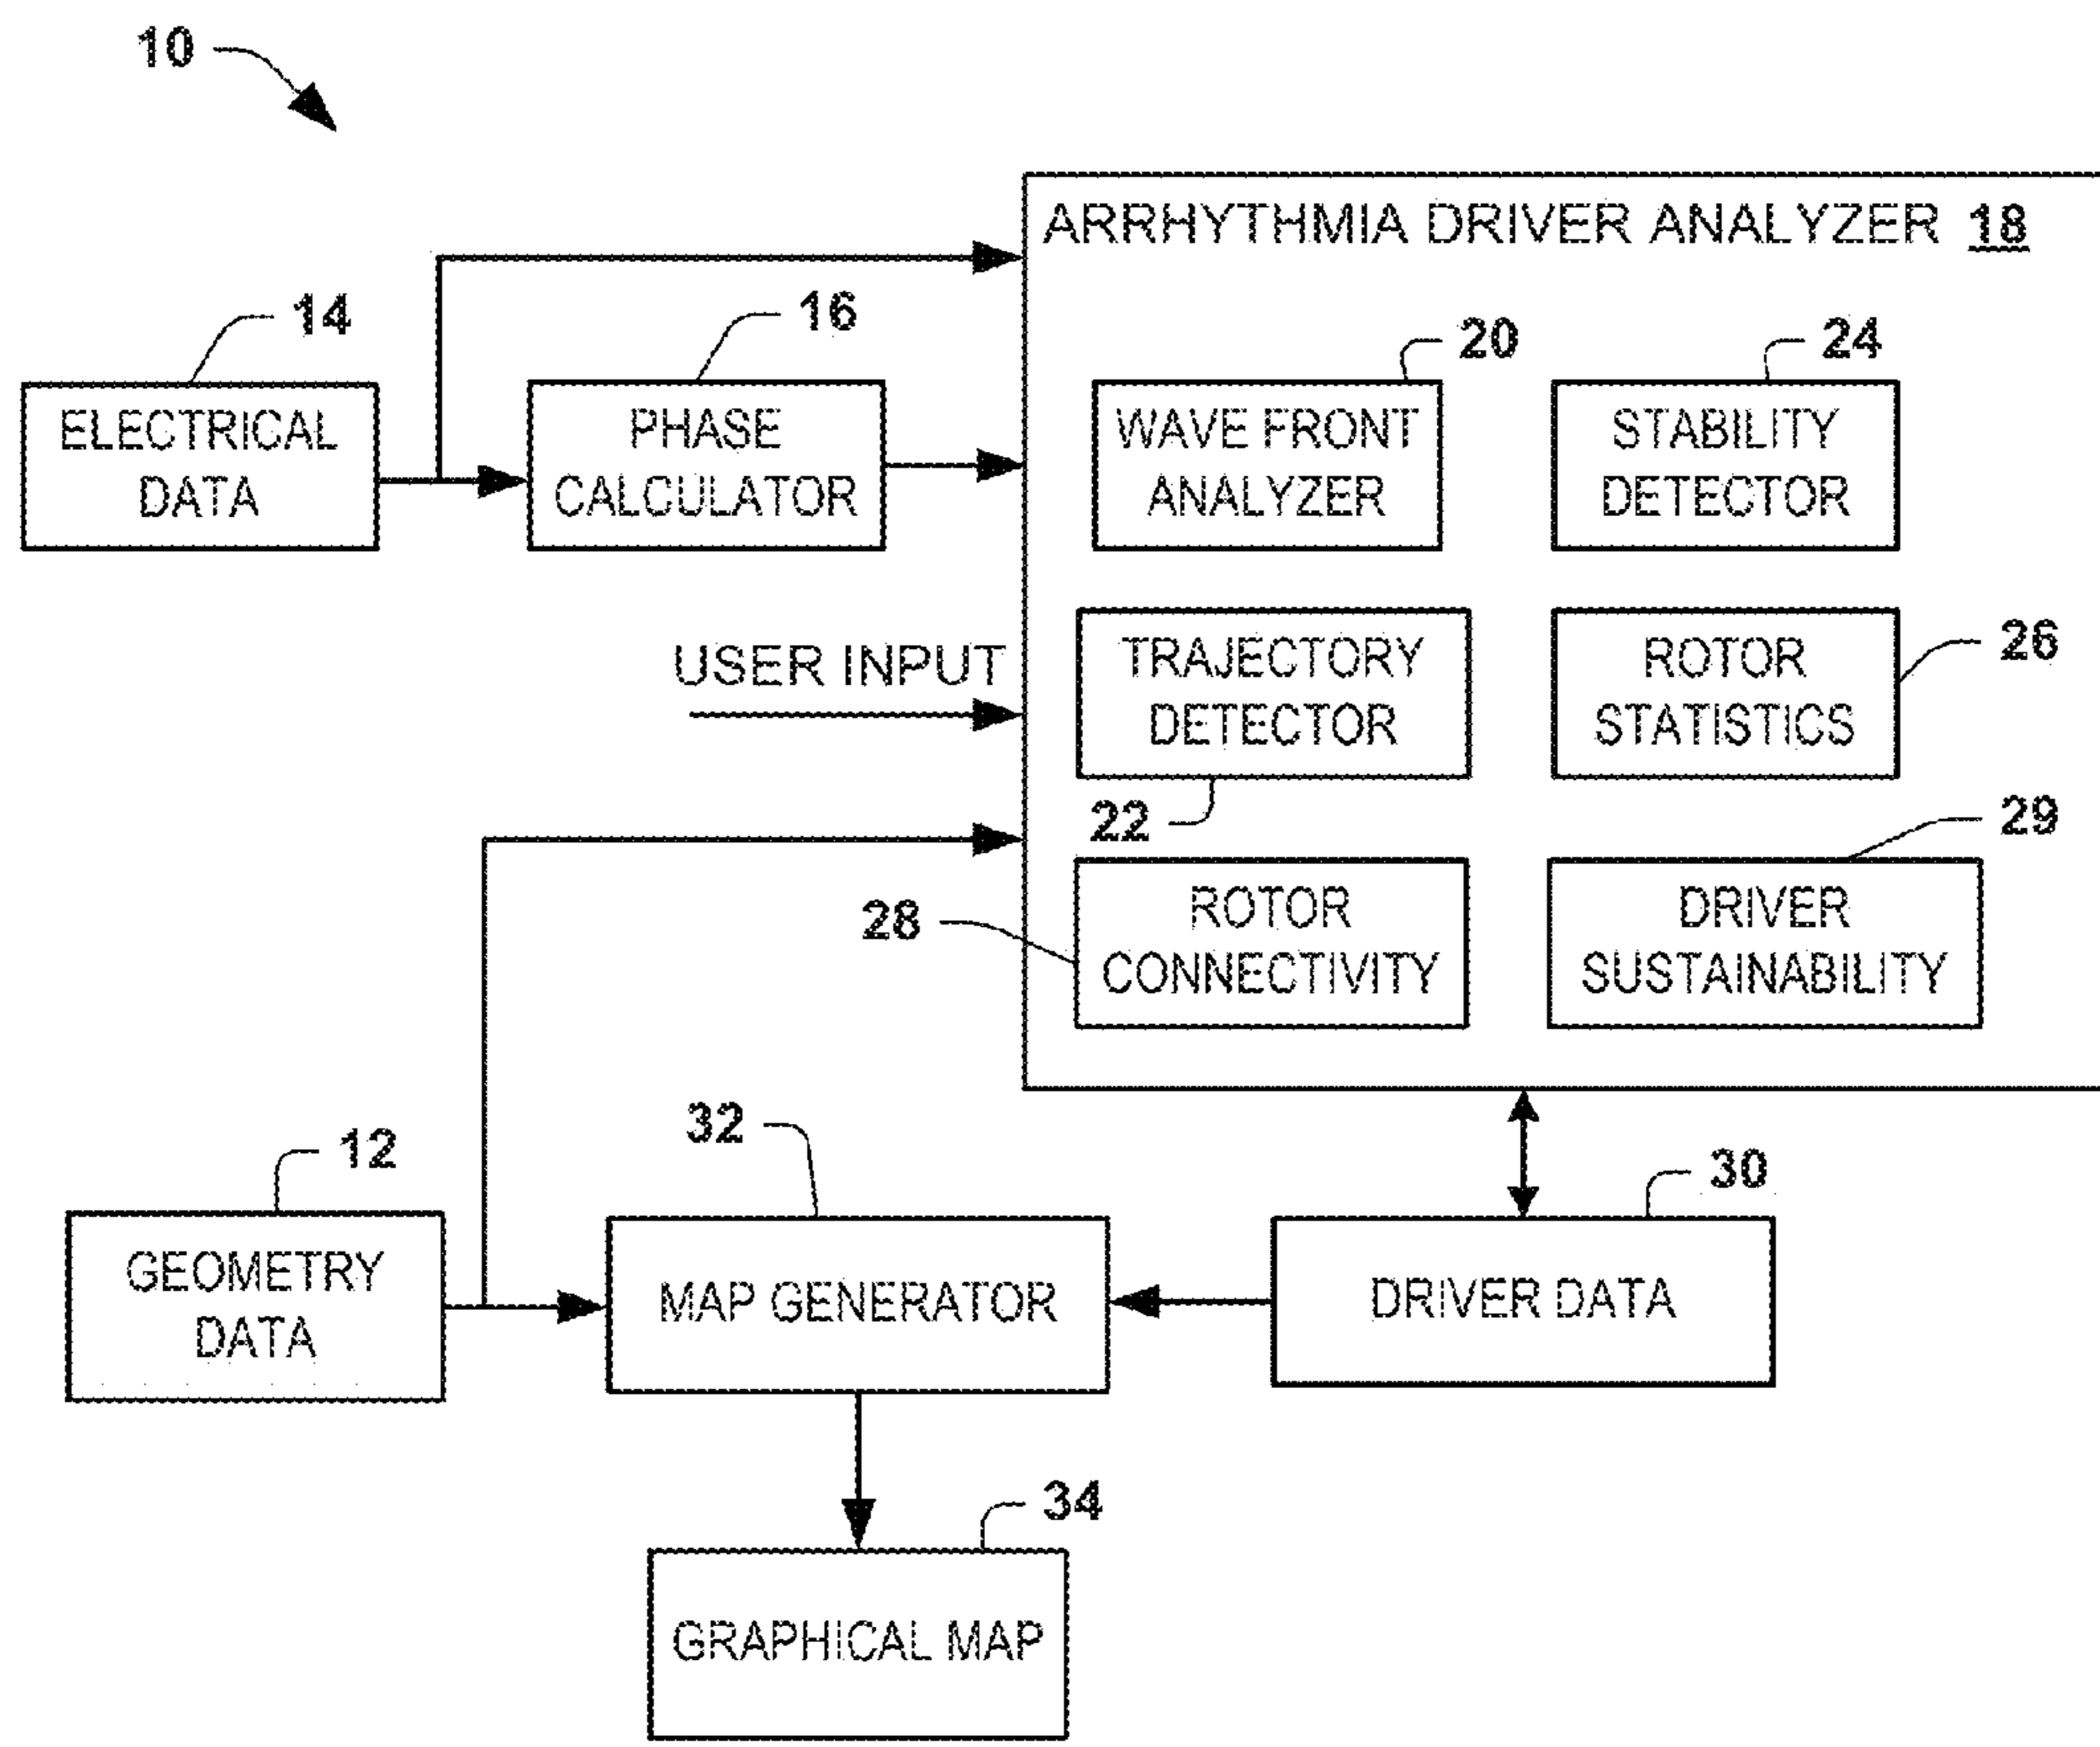 10
ARRHYTHMIA DRIVER ANALYZER 18
14
16
20
24
ELECTRICAL
DATA
PHASE
CALCULATOR
WAVE FRONT
ANALYZER
STABILITY
DETECTOR
USER INPUT
TRAJECTORY
DETECTOR
22
ROTOR
STATISTICS
26
29
28
ROTOR
CONNECTIVITY
DRIVER
SUSTAINABILITY
12
32
30
GEOMETRY
DATA
MAP GENERATOR
DRIVER DATA
34
GRAPHICAL MAP